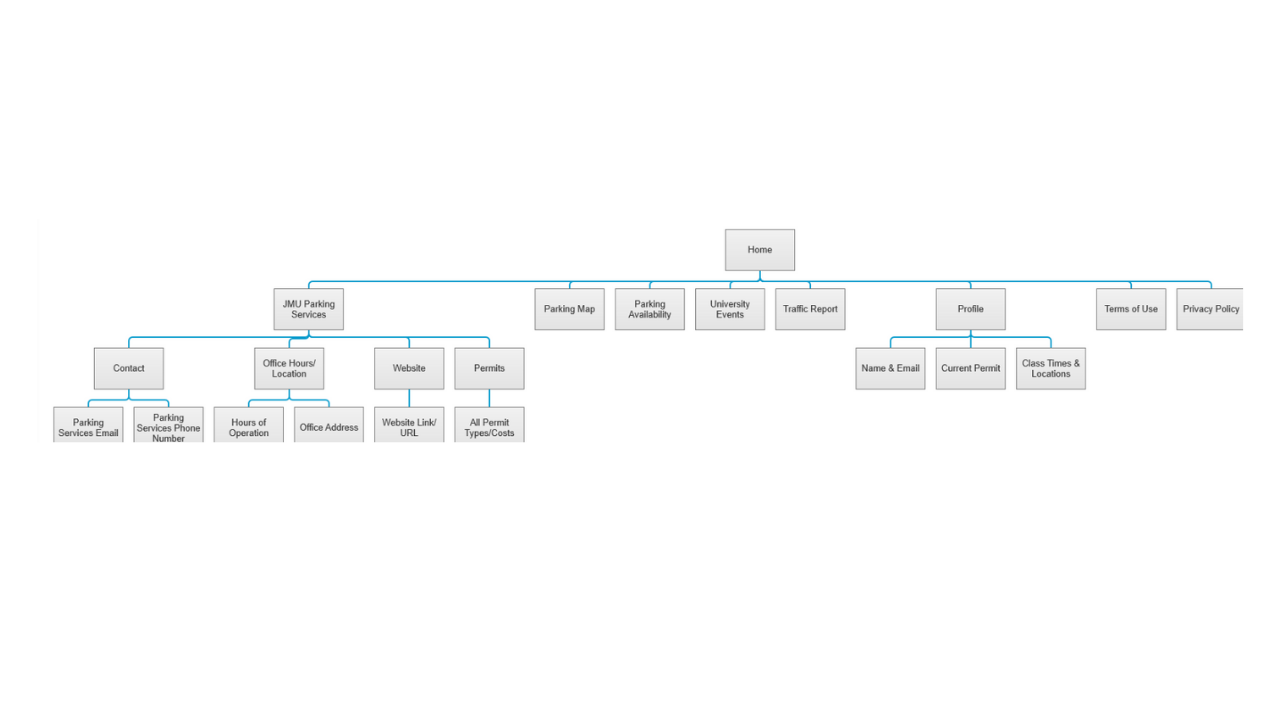 Home
JMU Parking
Services
Parking Map
Parking
Availability
University
Events
Traffic Report
Profile
Terms of Use
Privacy Policy
Contact
Office Hours/
Location
Website
Permits
Name & Email
Current Permit
Class Times &
Locations
Parking
Services Email
Parking
Services Phone
Number
Hours of
Operation
Office Address
Website Link/
URL
All Permit
Types/Costs